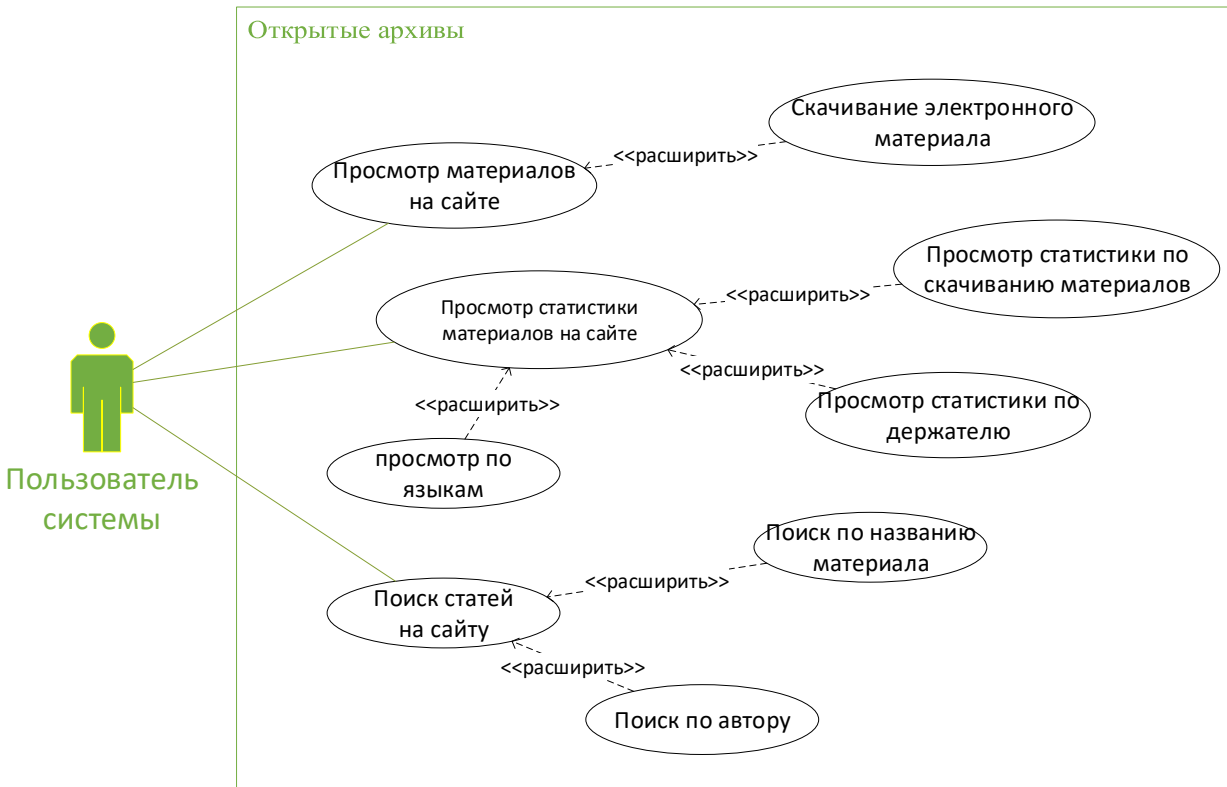 Открытые архивы
Скачивание электронного
материала
<<расширить>>
Просмотр материалов
на сайте
Просмотр статистики по
скачиванию материалов
<<расширить>>
Просмотр статистики
материалов на сайте
<<расширить>>
<<расширить>>
Просмотр статистики по
держателю
просмотр по
языкам
Пользователь
системы
Поиск по названию
материала
<<расширить>>
Поиск статей
на сайту
<<расширить>>
Поиск по автору